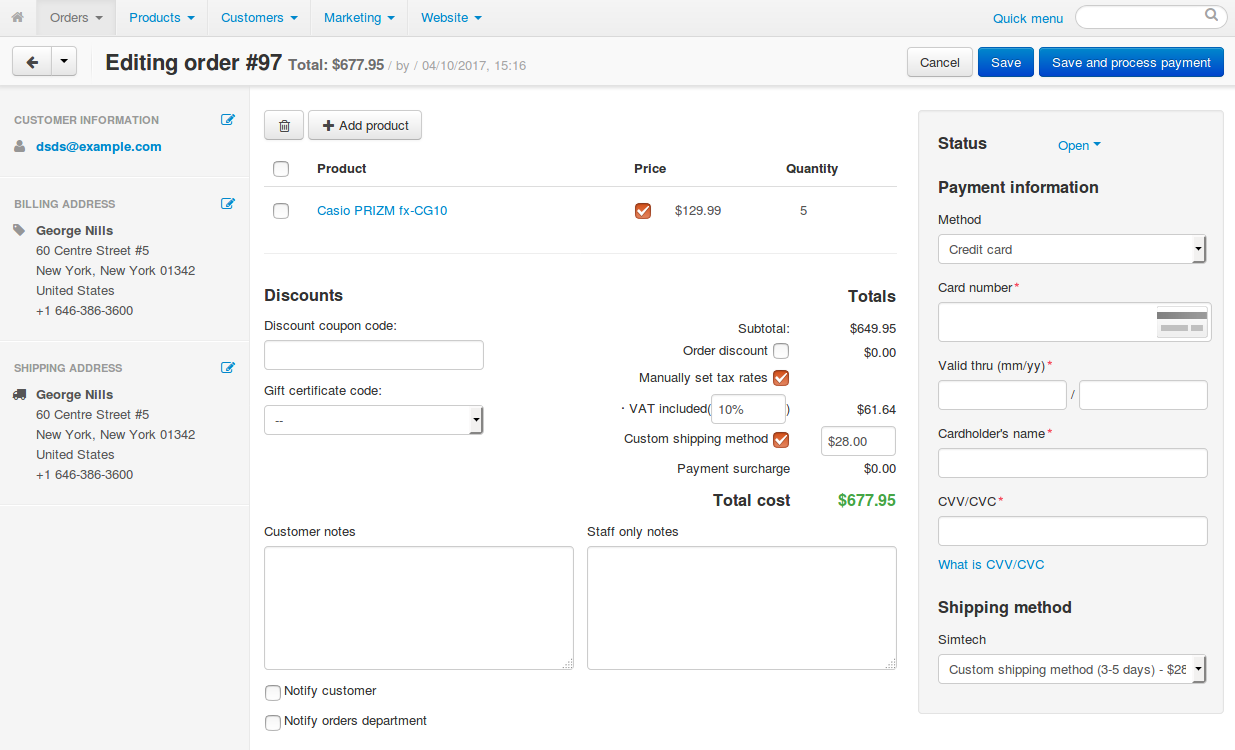 Orders Products Customers Marketing Website Quick menu
Editing order #97 Total: $677.95 / by / 04/10/2017, 15:16 Cancel Save Save and process payment
CUSTOMER INFORMATION
dsds@example.com
BILLING ADDRESS
George Nills
60 Centre Street #5
New York, New York 01342
United States
+1 646-386-3600
SHIPPING ADDRESS
George Nills
60 Centre Street #5
New York, New York 01342
United States
+1 646-386-3600
Add product
Product Price Quantity
Casio PRIZM fx-CG10 $129.99 5
Discounts
Discount coupon code:
Gift certificate code:
--
Totals
Subtotal: $649.95
Order discount $0.00
Manually set tax rates
· VAT included( 10% ) $61.64
Custom shipping method $28.00
Payment surcharge $0.00
Total cost $677.95
Customer notes Staff only notes
Notify customer
Notify orders department
Status Open
Payment information
Method
Credit card
Card number*
Valid thru (mm/yy)*
/
Cardholder's name*
CVV/CVC*
What is CVV/CVC
Shipping method
Simtech
Custom shipping method (3-5 days) - $28